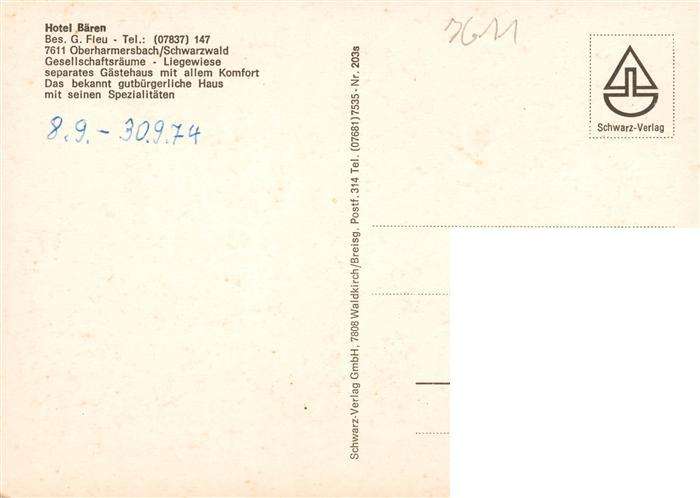 Hotel Bären
Bes. G. Fleu - Tel.: (07837) 147
7611 Oberharmersbach/Schwarzwald
Gesellschaftsräume - Liegewiese
separates Gästehaus mit allem Komfort
Das bekannt gutbürgerliche Haus
mit seinen Spezialitäten
8.9. - 30.9.74
7611
Schwarz-Verlag
Schwarz-Verlag GmbH, 7808 Waldkirch/Breisg. Postf. 314 Tel. (07681) 7535 - Nr. 203s